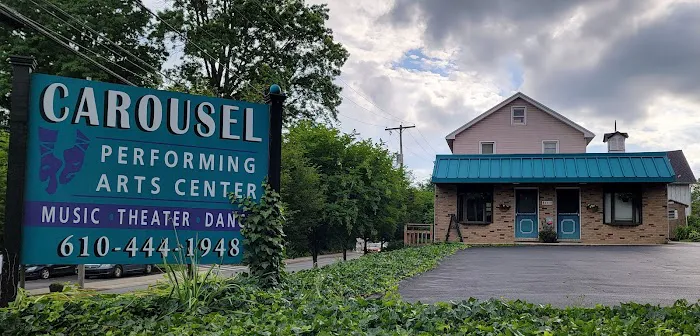 CAROUSEL
PERFORMING
ARTS CENTER
MUSIC · THEATER · DANCE
610-444-1948